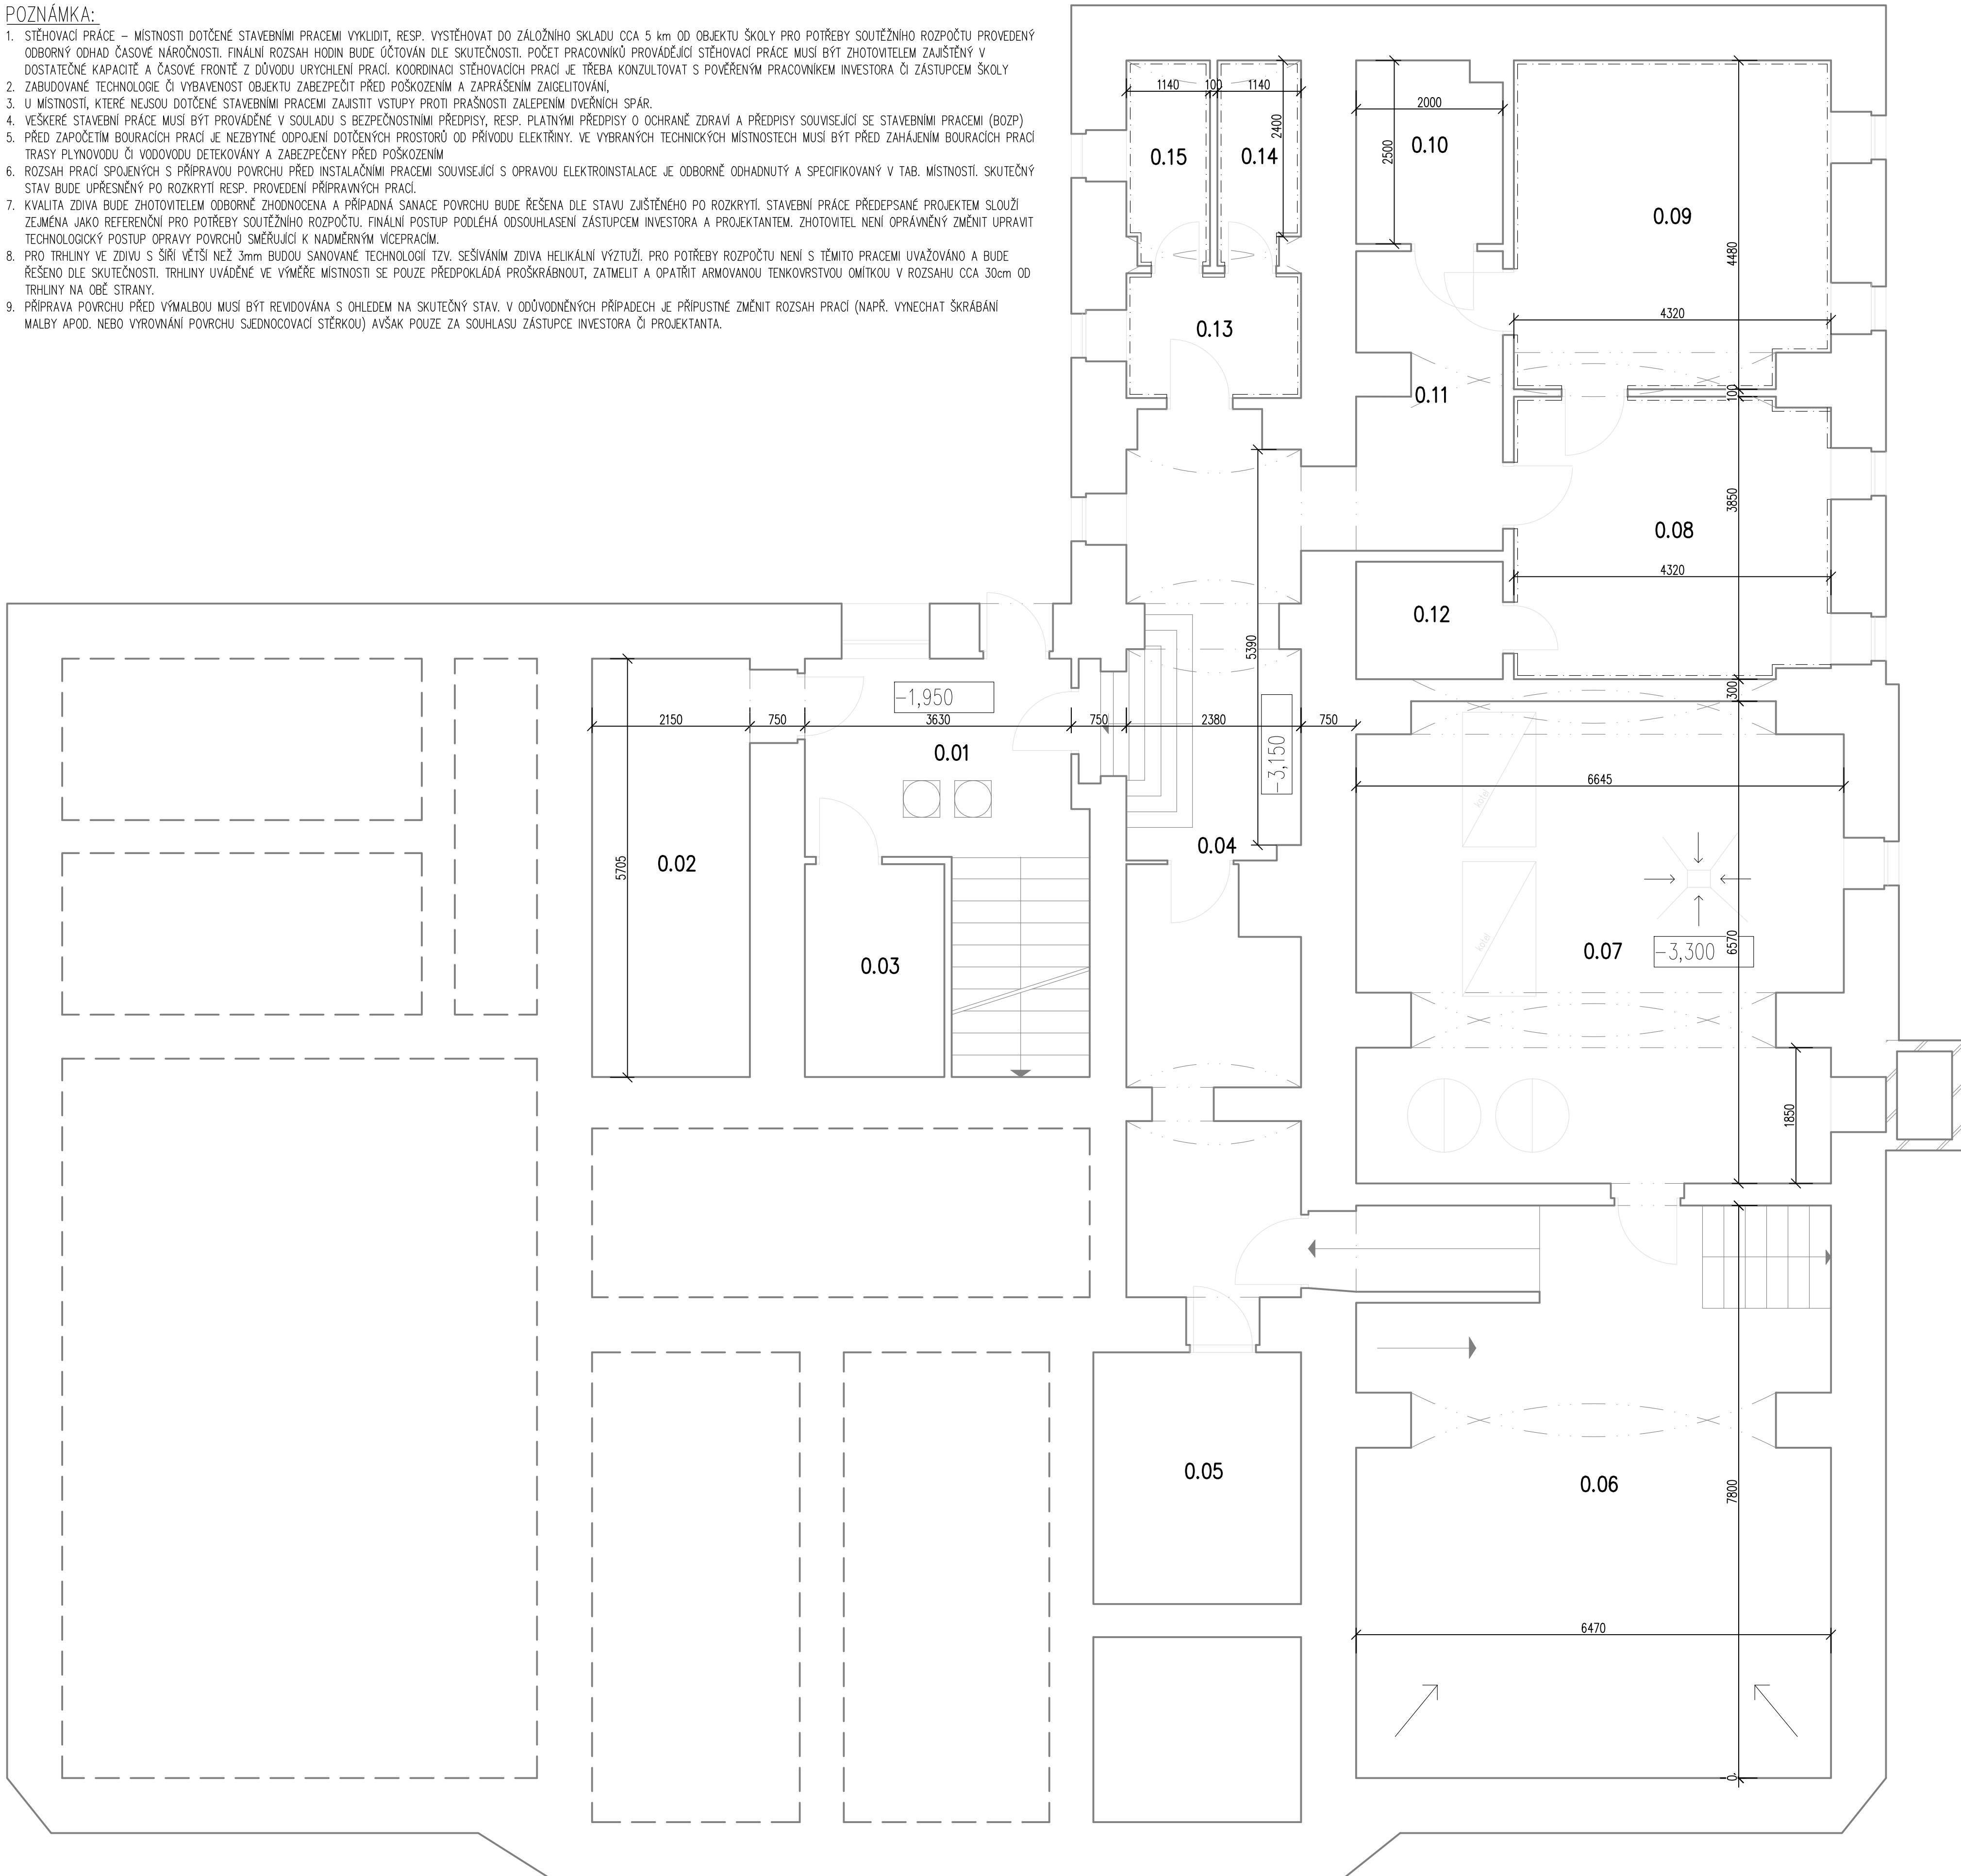 POZNÁMKA:
1. STĚHOVACÍ PRÁCE – MÍSTNOSTI DOTČENÉ STAVEBNÍMI PRACEMI VYKLIDIT, RESP. VYSTĚHOVAT DO ZÁLOŽNÍHO SKLADU CCA 5 km OD OBJEKTU ŠKOLY PRO POTŘEBY SOUTĚŽNÍHO ROZPOČTU PROVEDENÝ
ODBORNÝ ODHAD ČASOVÉ NÁROČNOSTI. FINÁLNÍ ROZSAH HODIN BUDE ÚČTOVÁN DLE SKUTEČNOSTI. POČET PRACOVNÍKŮ PROVÁDĚJÍCÍ STĚHOVACÍ PRÁCE MUSÍ BÝT ZHOTOVITELEM ZAJIŠTĚNÝ V
DOSTATEČNÉ KAPACITĚ A ČASOVÉ FRONTĚ Z DŮVODU URYCHLENÍ PRACÍ. KOORDINACI STĚHOVACÍCH PRACÍ JE TŘEBA KONZULTOVAT S POVĚŘENÝM PRACOVNÍKEM INVESTORA ČI ZÁSTUPCEM ŠKOLY
2. ZABUDOVANÉ TECHNOLOGIE ČI VYBAVENOST OBJEKTU ZABEZPEČIT PŘED POŠKOZENÍM A ZAPRÁŠENÍM ZAIGELITOVÁNÍ,
3. U MÍSTNOSTÍ, KTERÉ NEJSOU DOTČENÉ STAVEBNÍMI PRACEMI ZAJISTIT VSTUPY PROTI PRAŠNOSTI ZALEPENÍM DVEŘNÍCH SPÁR.
4. VEŠKERÉ STAVEBNÍ PRÁCE MUSÍ BÝT PROVÁDĚNÉ V SOULADU S BEZPEČNOSTNÍMI PŘEDPISY, RESP. PLATNÝMI PŘEDPISY O OCHRANĚ ZDRAVÍ A PŘEDPISY SOUVISEJÍCÍ SE STAVEBNÍMI PRACEMI (BOZP)
5. PŘED ZAPOČETÍM BOURACÍCH PRACÍ JE NEZBYTNÉ ODPOJENÍ DOTČENÝCH PROSTORŮ OD PŘÍVODU ELEKTŘINY. VE VYBRANÝCH TECHNICKÝCH MÍSTNOSTECH MUSÍ BÝT PŘED ZAHÁJENÍM BOURACÍCH PRACÍ
TRASY PLYNOVODU ČI VODOVODU DETEKOVÁNY A ZABEZPEČENY PŘED POŠKOZENÍM
6. ROZSAH PRACÍ SPOJENÝCH S PŘÍPRAVOU POVRCHU PŘED INSTALAČNÍMI PRACEMI SOUVISEJÍCÍ S OPRAVOU ELEKTROINSTALACE JE ODBORNĚ ODHADNUTÝ A SPECIFIKOVANÝ V TAB. MÍSTNOSTÍ. SKUTEČNÝ
STAV BUDE UPŘESNĚNÝ PO ROZKRYTÍ RESP. PROVEDENÍ PŘÍPRAVNÝCH PRACÍ.
7. KVALITA ZDIVA BUDE ZHOTOVITELEM ODBORNĚ ZHODNOCENA A PŘÍPADNÁ SANACE POVRCHU BUDE ŘEŠENA DLE STAVU ZJIŠTĚNÉHO PO ROZKRYTÍ. STAVEBNÍ PRÁCE PŘEDEPSANÉ PROJEKTEM SLOUŽÍ
ZEJMÉNA JAKO REFERENČNÍ PRO POTŘEBY SOUTĚŽNÍHO ROZPOČTU. FINÁLNÍ POSTUP PODLÉHÁ ODSOUHLASENÍ ZÁSTUPCEM INVESTORA A PROJEKTANTEM. ZHOTOVITEL NENÍ OPRÁVNĚNÝ ZMĚNIT UPRAVIT
TECHNOLOGICKÝ POSTUP OPRAVY POVRCHŮ SMĚŘUJÍCÍ K NADMĚRNÝM VÍCEPRACÍM.
8. PRO TRHLINY VE ZDIVU S ŠÍŘÍ VĚTŠÍ NEŽ 3mm BUDOU SANOVANÉ TECHNOLOGIÍ TZV. SEŠÍVÁNÍM ZDIVA HELIKÁLNÍ VÝZTUŽÍ. PRO POTŘEBY ROZPOČTU NENÍ S TĚMITO PRACEMI UVAŽOVÁNO A BUDE
ŘEŠENO DLE SKUTEČNOSTI. TRHLINY UVÁDĚNÉ VE VÝMĚŘE MÍSTNOSTÍ SE POUZE PŘEDPOKLÁDÁ PROŠKRÁBNOUT, ZATMELIT A OPATŘIT ARMOVANOU TENKOVRSTVOU OMÍTKOU V ROZSAHU CCA 30cm OD
TRHLINY NA OBĚ STRANY.
9. PŘÍPRAVA POVRCHU PŘED VÝMALBOU MUSÍ BÝT REVIDOVÁNA S OHLEDEM NA SKUTEČNÝ STAV. V ODŮVODNĚNÝCH PŘÍPADECH JE PŘÍPUSTNÉ ZMĚNIT ROZSAH PRACÍ (NAPŘ. VYNECHAT ŠKRÁBÁNÍ
MALBY APOD. NEBO VYROVNÁNÍ POVRCHU SJEDNOCOVACÍ STĚRKOU) AVŠAK POUZE ZA SOUHLASU ZÁSTUPCE INVESTORA ČI PROJEKTANTA.
1140
100
1140
2400
2000
2500
0.15
0.14
0.10
0.09
4480
4320
0.13
0.11
100
3850
0.08
4320
0.12
5390
300
-1,950
2150
750
3630
750
2380
750
-3,150
0.01
6645
kotel
0.04
0.02
5705
0.03
kotel
0.07
-3,300
6570
1850
0.05
0.06
7800
6470
0